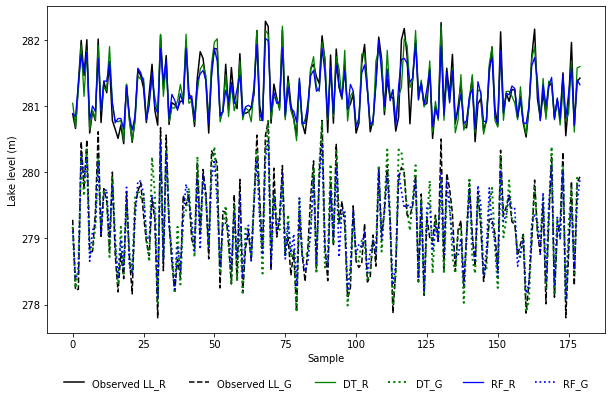 282
281
280
279
278
Lake level (m)
0 25 50 75 100 125 150 175
Sample
Observed LL_R Observed LL_G DT_R DT_G RF_R RF_G